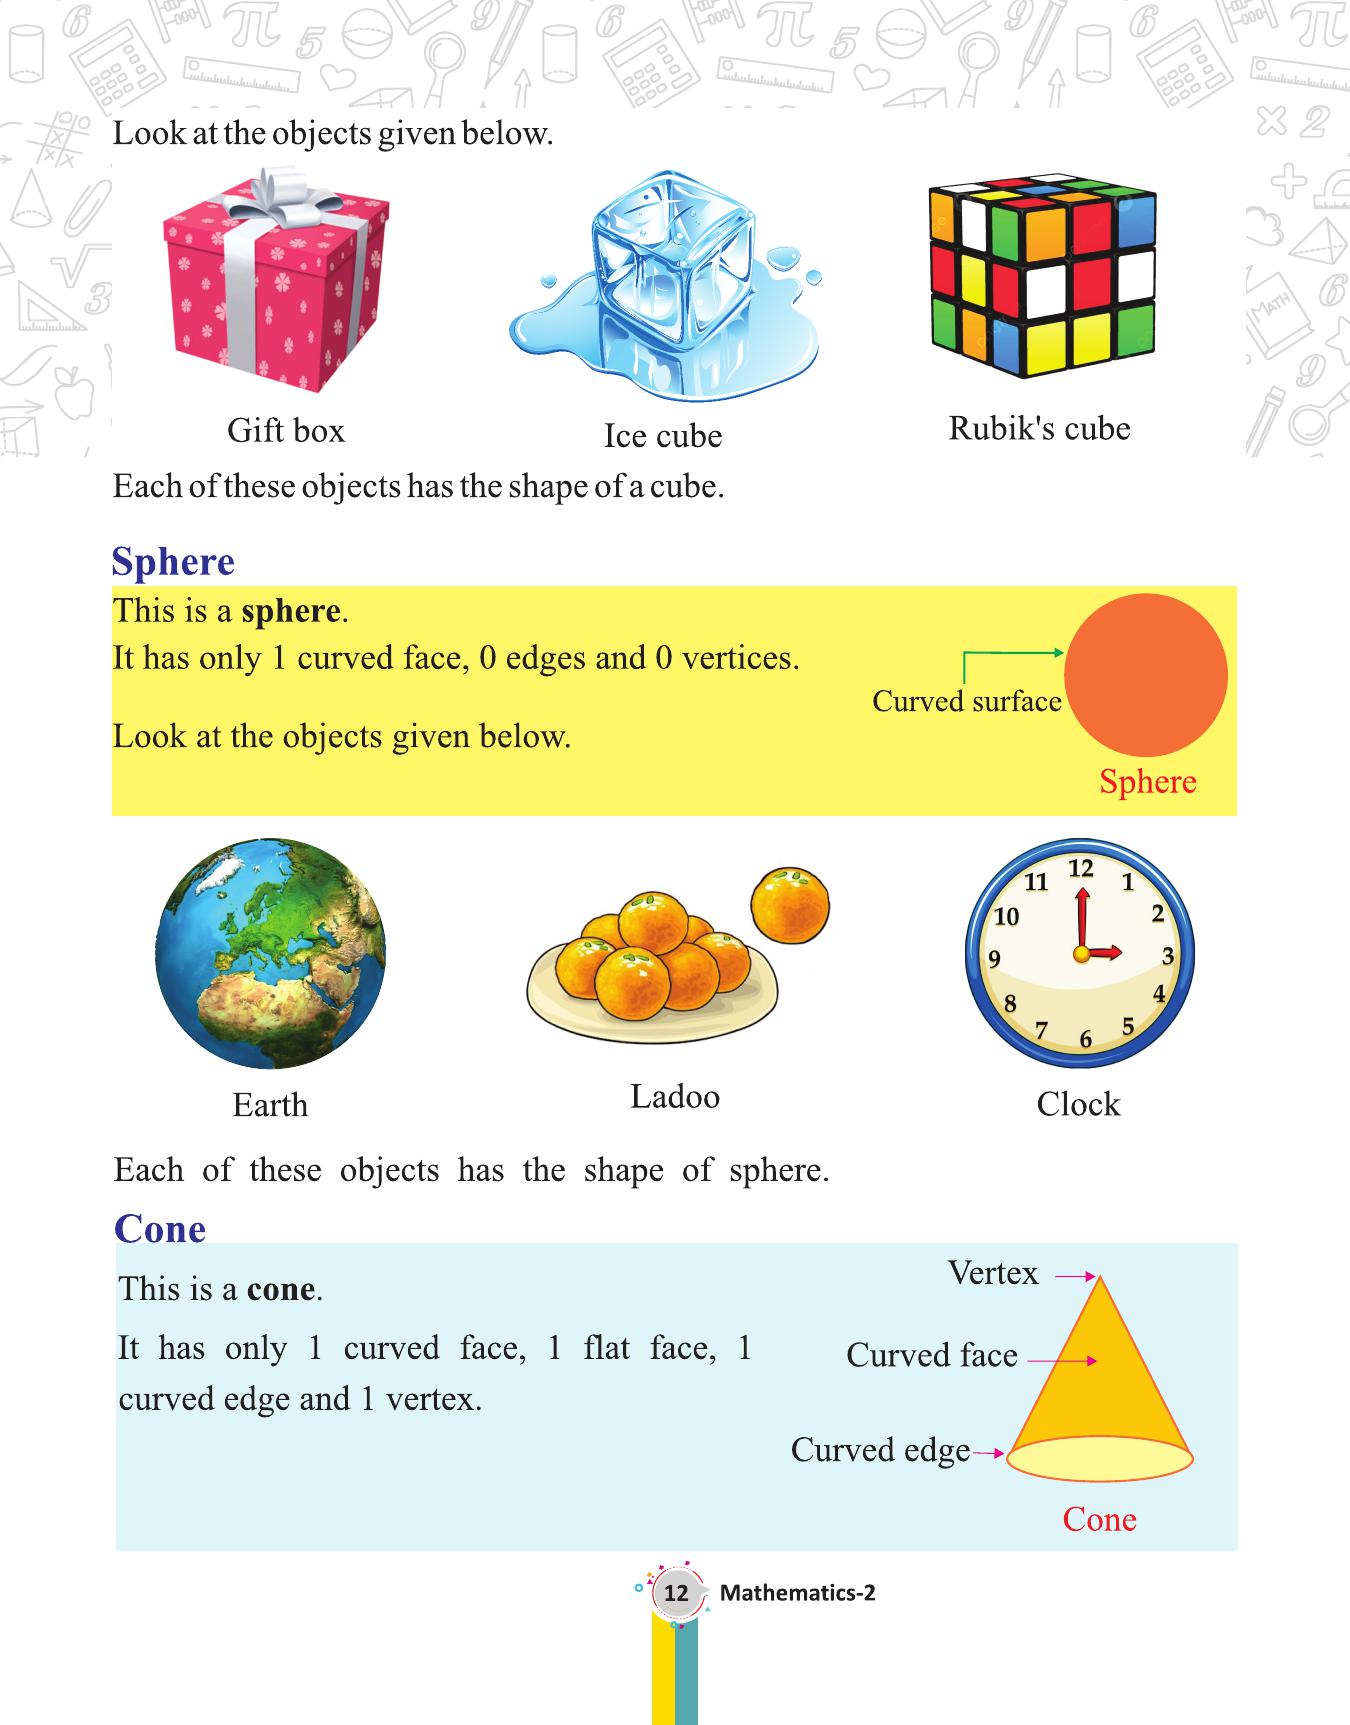 Look at the objects given below.
Gift box
Ice cube
Rubik's cube
Each of these objects has the shape of a cube.
Sphere
This is a sphere.
It has only 1 curved face, 0 edges and 0 vertices.
Curved surface
Look at the objects given below.
Sphere
11 12 1
10 2
9 3
8 4
7 6 5
Earth
Ladoo
Clock
Each of these objects has the shape of sphere.
Cone
This is a cone.
It has only 1 curved face, 1 flat face, 1
curved edge and 1 vertex.
Vertex
Curved face
Curved edge
Cone
12 Mathematics-2
MATH